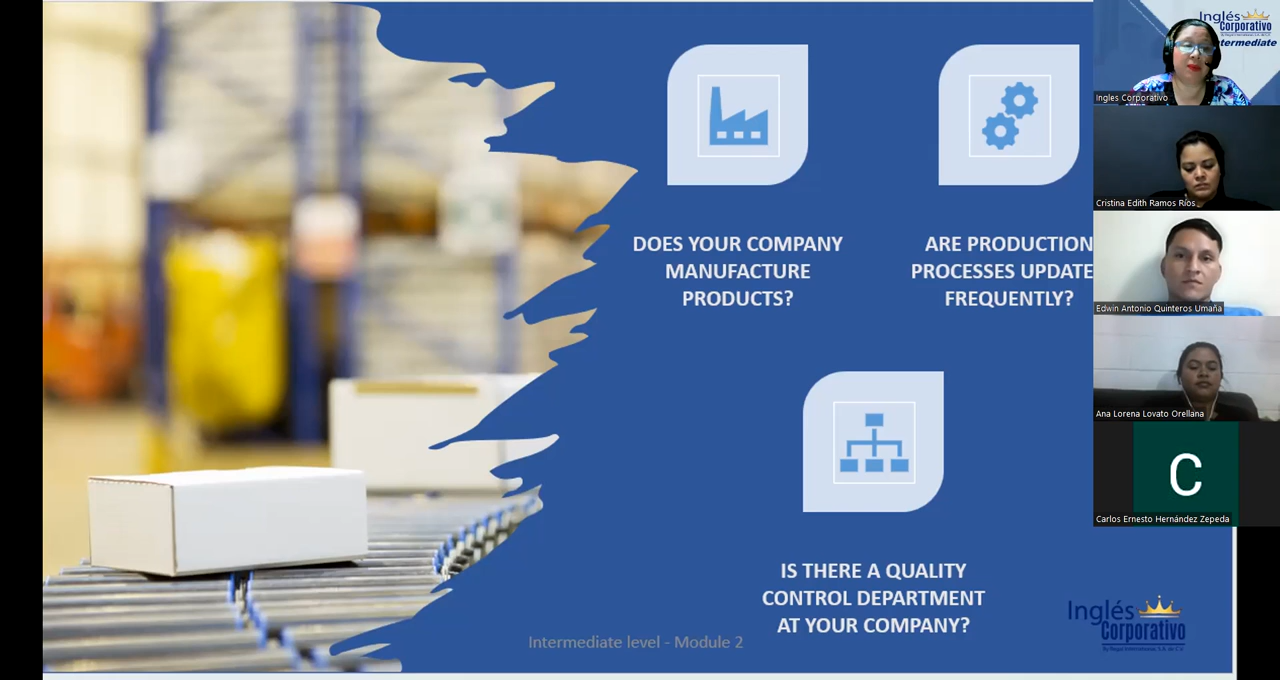 DOES YOUR COMPANY
MANUFACTURE
PRODUCTS?
ARE PRODUCTION
PROCESSES UPDATE
FREQUENTLY?
IS THERE A QUALITY
CONTROL DEPARTMENT
AT YOUR COMPANY?
Intermediate level - Module 2
Inglés
Corporativo
Inglés
Corporativo
ntermediate
Ingles Corporativo
Cristina Edith Ramos Rios
Edwin Antonio Quinteros Umaña
Ana Lorena Lovato Orellana
C
Carlos Ernesto Hernández Zepeda